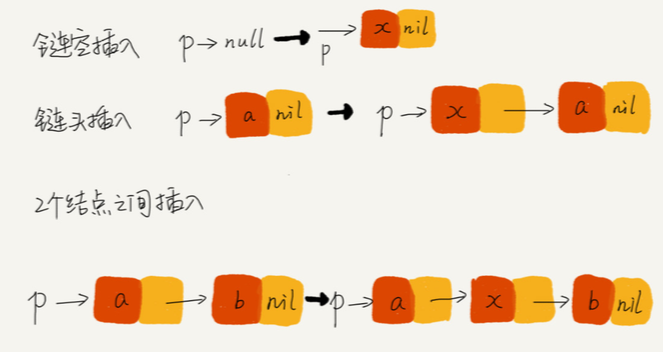 链空插入 p→null → p→ x nil
链头插入 p→ a nil → p→ x → a nil
2个结点之间插入
p→ a → b nil → p→ a → x → b nil